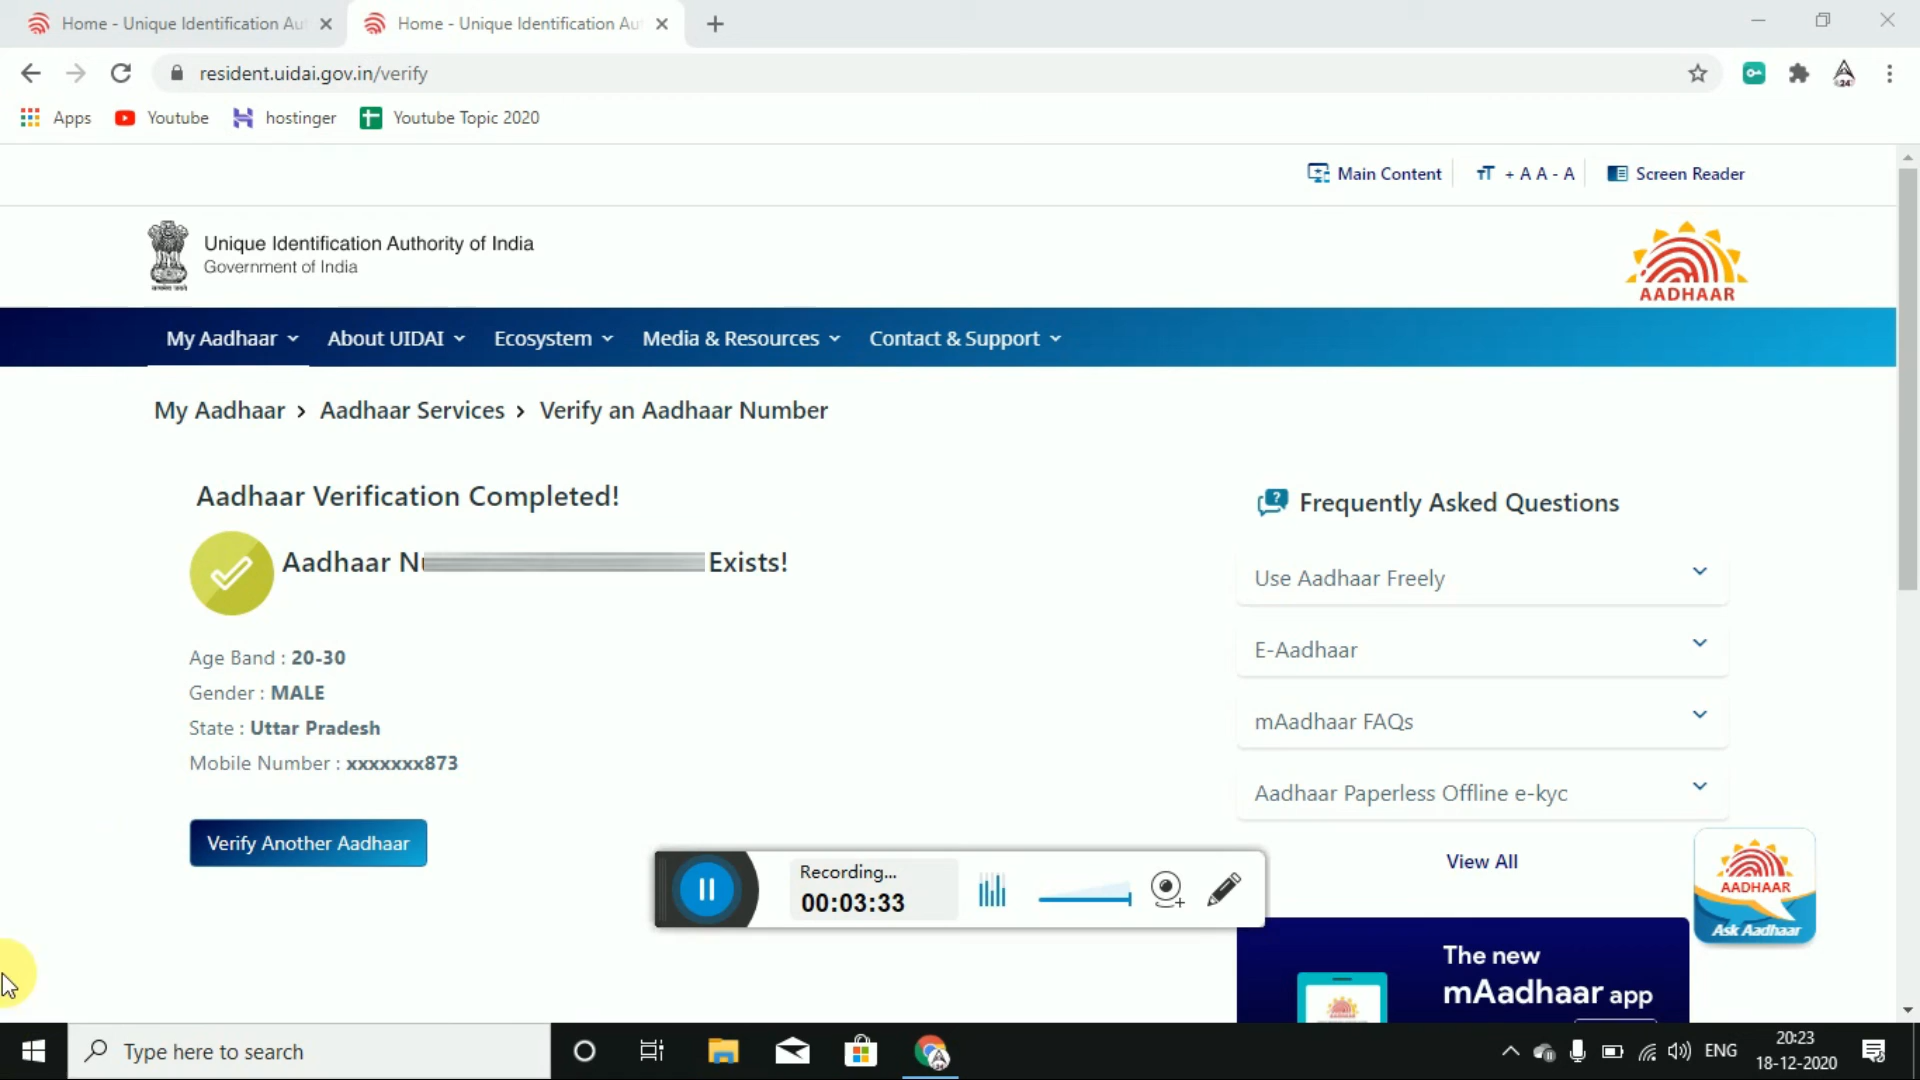 Home - Unique Identification Au
Home - Unique Identification Au
resident.uidai.gov.in/verify
24
Apps
Youtube
hostinger
Youtube Topic 2020
Main Content
+ A A - A
Screen Reader
Unique Identification Authority of India
Government of India
AADHAAR
My Aadhaar
About UIDAI
Ecosystem
Media & Resources
Contact & Support
My Aadhaar › Aadhaar Services › Verify an Aadhaar Number
Aadhaar Verification Completed!
Aadhaar Exists!
Age Band : 20-30
Gender : MALE
State : Uttar Pradesh
Mobile Number : xxxxxxx873
Verify Another Aadhaar
Frequently Asked Questions
Use Aadhaar Freely
E-Aadhaar
mAadhaar FAQs
Aadhaar Paperless Offline e-kyc
View All
AADHAAR
Ask Aadhaar
The new
mAadhaar app
Recording...
00:03:33
Type here to search
ENG
20:23
18-12-2020